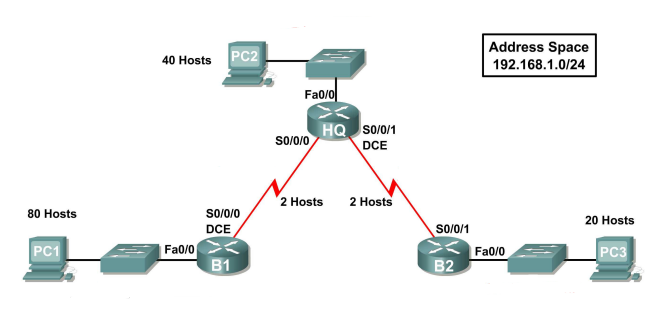 Address Space
192.168.1.0/24
PC2
40 Hosts
Fa0/0
HQ
S0/0/1
DCE
S0/0/0
2 Hosts
2 Hosts
80 Hosts
S0/0/0
DCE
PC1
Fa0/0
B1
20 Hosts
S0/0/1
Fa0/0
B2
PC3